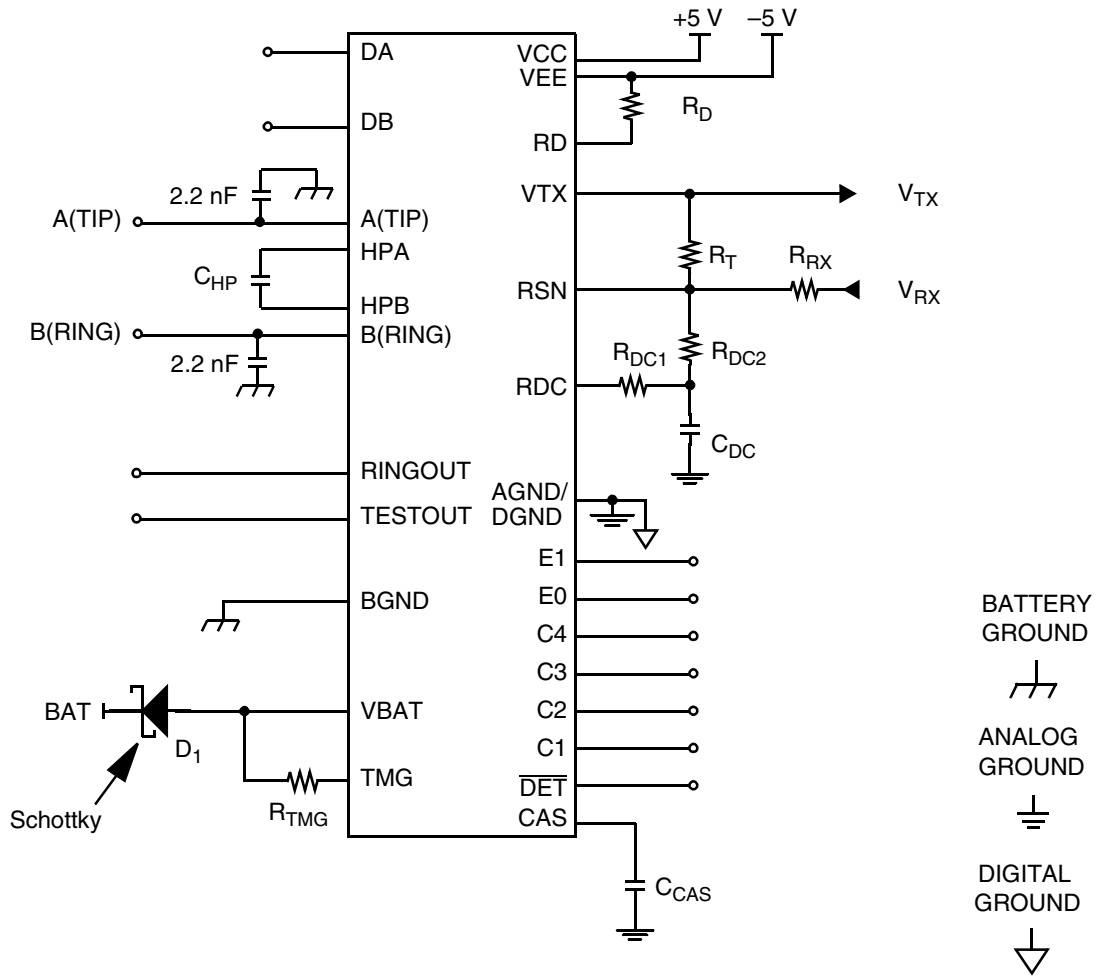 +5 V
–5 V
DA
VCC
VEE
R_D
DB
RD
2.2 nF
VTX
V_TX
A(TIP)
A(TIP)
HPA
R_T
R_RX
C_HP
RSN
V_RX
HPB
B(RING)
B(RING)
2.2 nF
R_DC1
R_DC2
RDC
C_DC
RINGOUT
AGND/
DGND
TESTOUT
E1
BGND
E0
C4
C3
BAT
VBAT
C2
D_1
C1
TMG
DET
R_TMG
Schottky
CAS
C_CAS
BATTERY
GROUND
ANALOG
GROUND
DIGITAL
GROUND